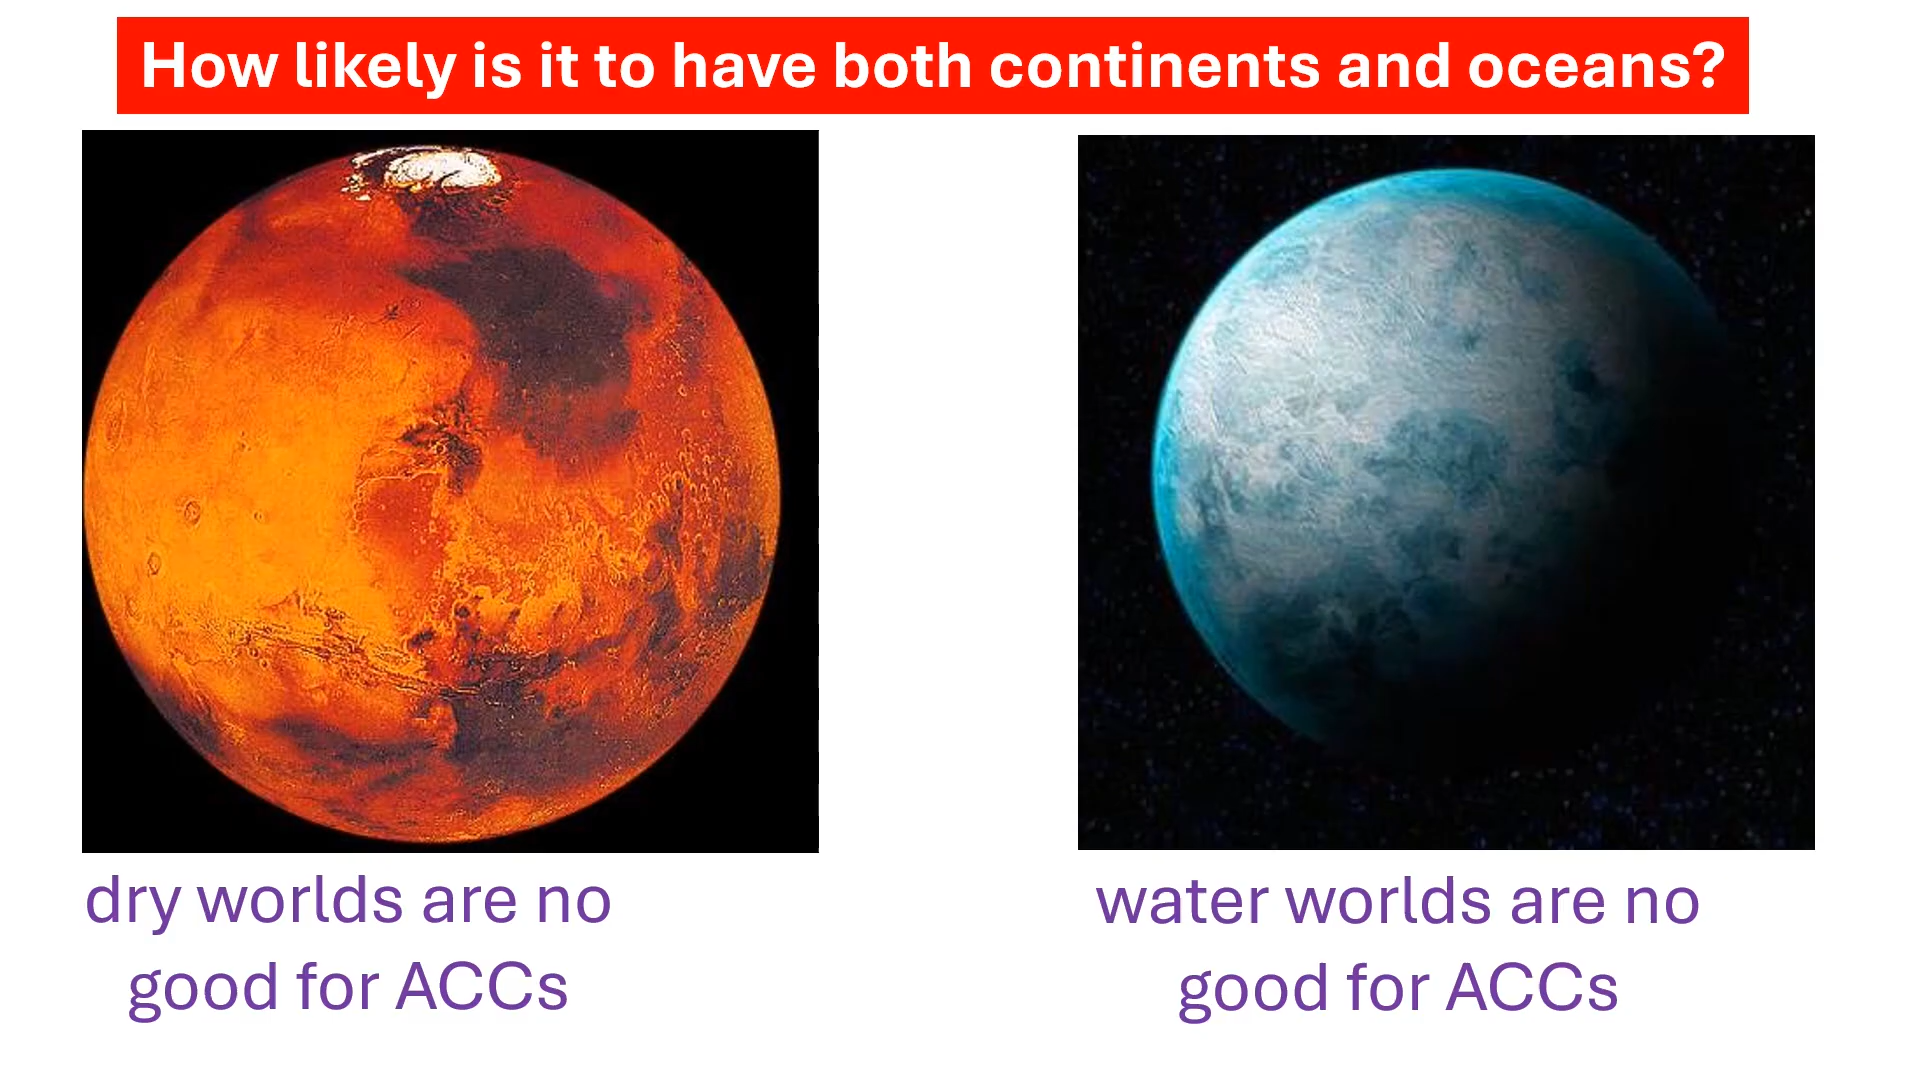 How likely is it to have both continents and oceans?
dry worlds are no
good for ACCs
water worlds are no
good for ACCs